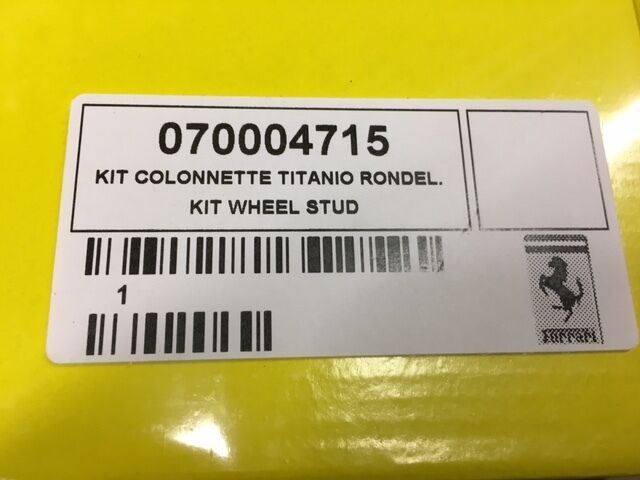 070004715
KIT COLONNETTE TITANIO RONDEL.
KIT WHEEL STUD
1
Ferrari